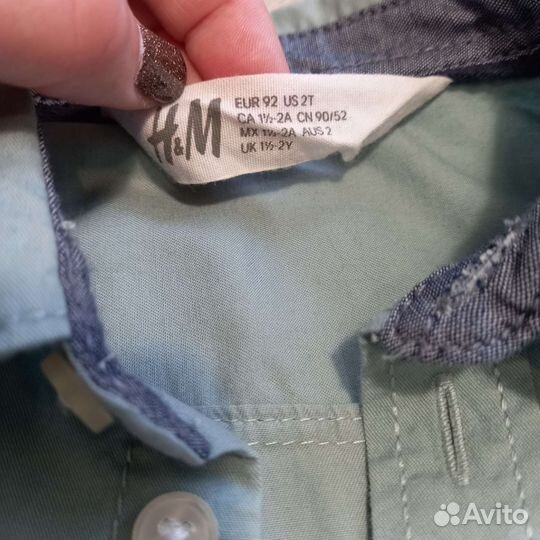 H&M
EUR 92 US 2T
CA 1½-2A CN 90/52
MX 1½-2A AUS 2
UK 1½-2Y
Avito